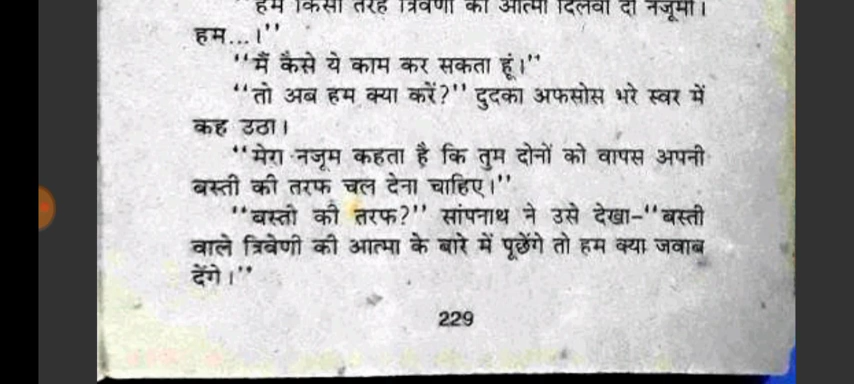 हमें किसी तरह त्रिवेणी की आत्मा दिलवा दो नजूमी।
हम...।''
''मैं कैसे ये काम कर सकता हूं।''
''तो अब हम क्या करें?'' दुदका अफसोस भरे स्वर में
कह उठा।
''मेरा नजूम कहता है कि तुम दोनों को वापस अपनी
बस्ती की तरफ चल देना चाहिए।''
''बस्ती की तरफ?'' सांपनाथ ने उसे देखा–''बस्ती
वाले त्रिवेणी की आत्मा के बारे में पूछेंगे तो हम क्या जवाब
देंगे।''
229